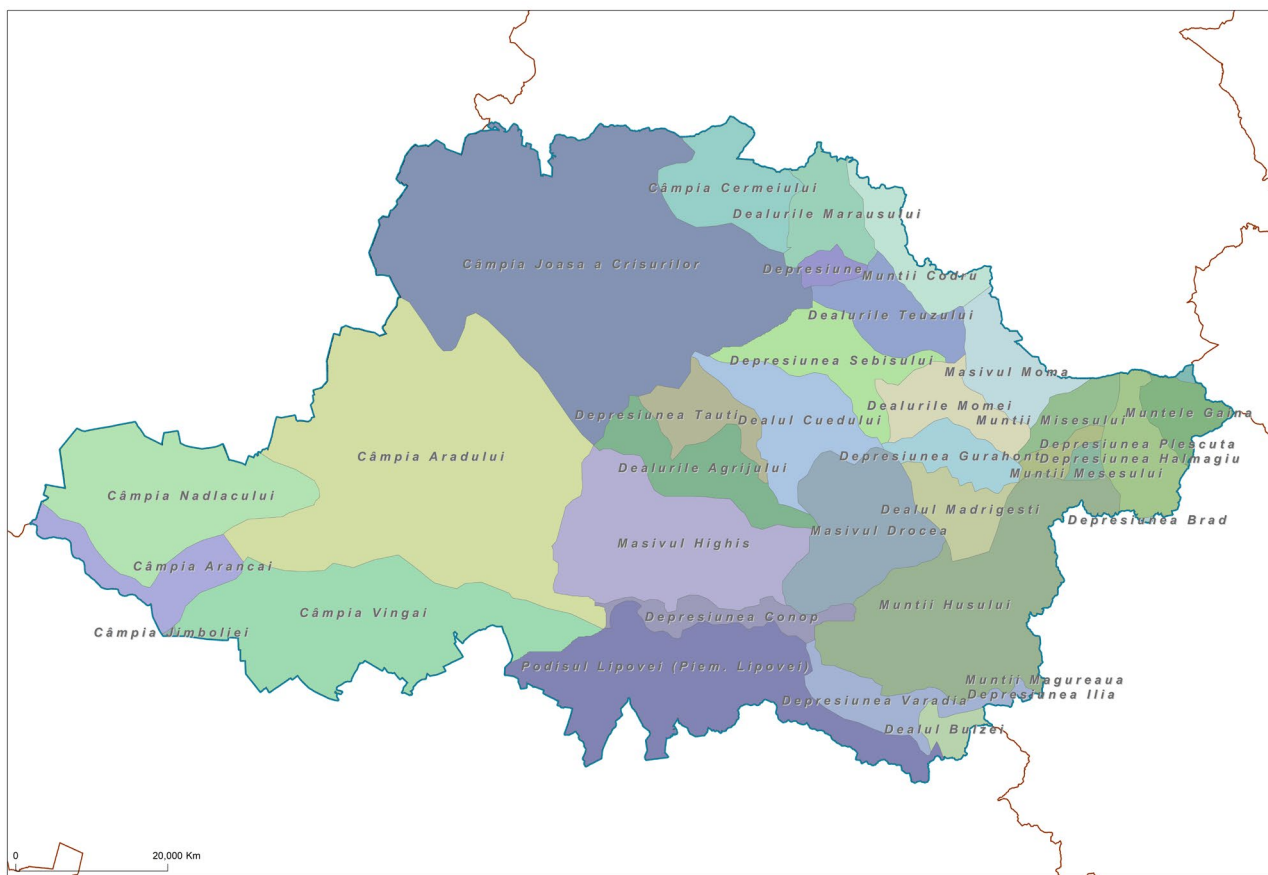 Câmpia Cermeiului
Dealurile Marausului
Câmpia Joasa a Crisurilor
Depresiune
Muntii Codru
Dealurile Teuzului
Depresiunea Sebisului
Masivul Moma
Dealurile Momei
Depresiunea Tauti
Dealul Cuedului
Muntii Misesului
Muntele Gaina
Depresiunea Plescuta
Câmpia Aradului
Depresiunea Gurahont
Depresiunea Halmagiu
Dealurile Agrijului
Muntii Mesesului
Câmpia Nadlacului
Dealul Madrigesti
Depresiunea Brad
Masivul Drocea
Masivul Highis
Câmpia Arancai
Muntii Husului
Câmpia Vingai
Depresiunea Conop
Câmpia Jimboliei
Podisul Lipovei (Piem. Lipovei)
Muntii Magureaua
Depresiunea Ilia
Depresiunea Varadia
Dealul Bulzei
0 20,000 Km